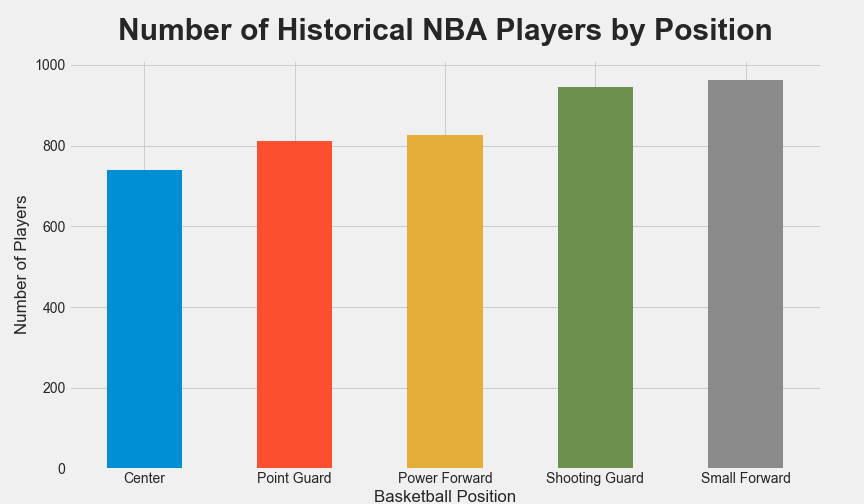 Number of Historical NBA Players by Position
Number of Players
1000
800
600
400
200
0
Center
Point Guard
Power Forward
Shooting Guard
Small Forward
Basketball Position